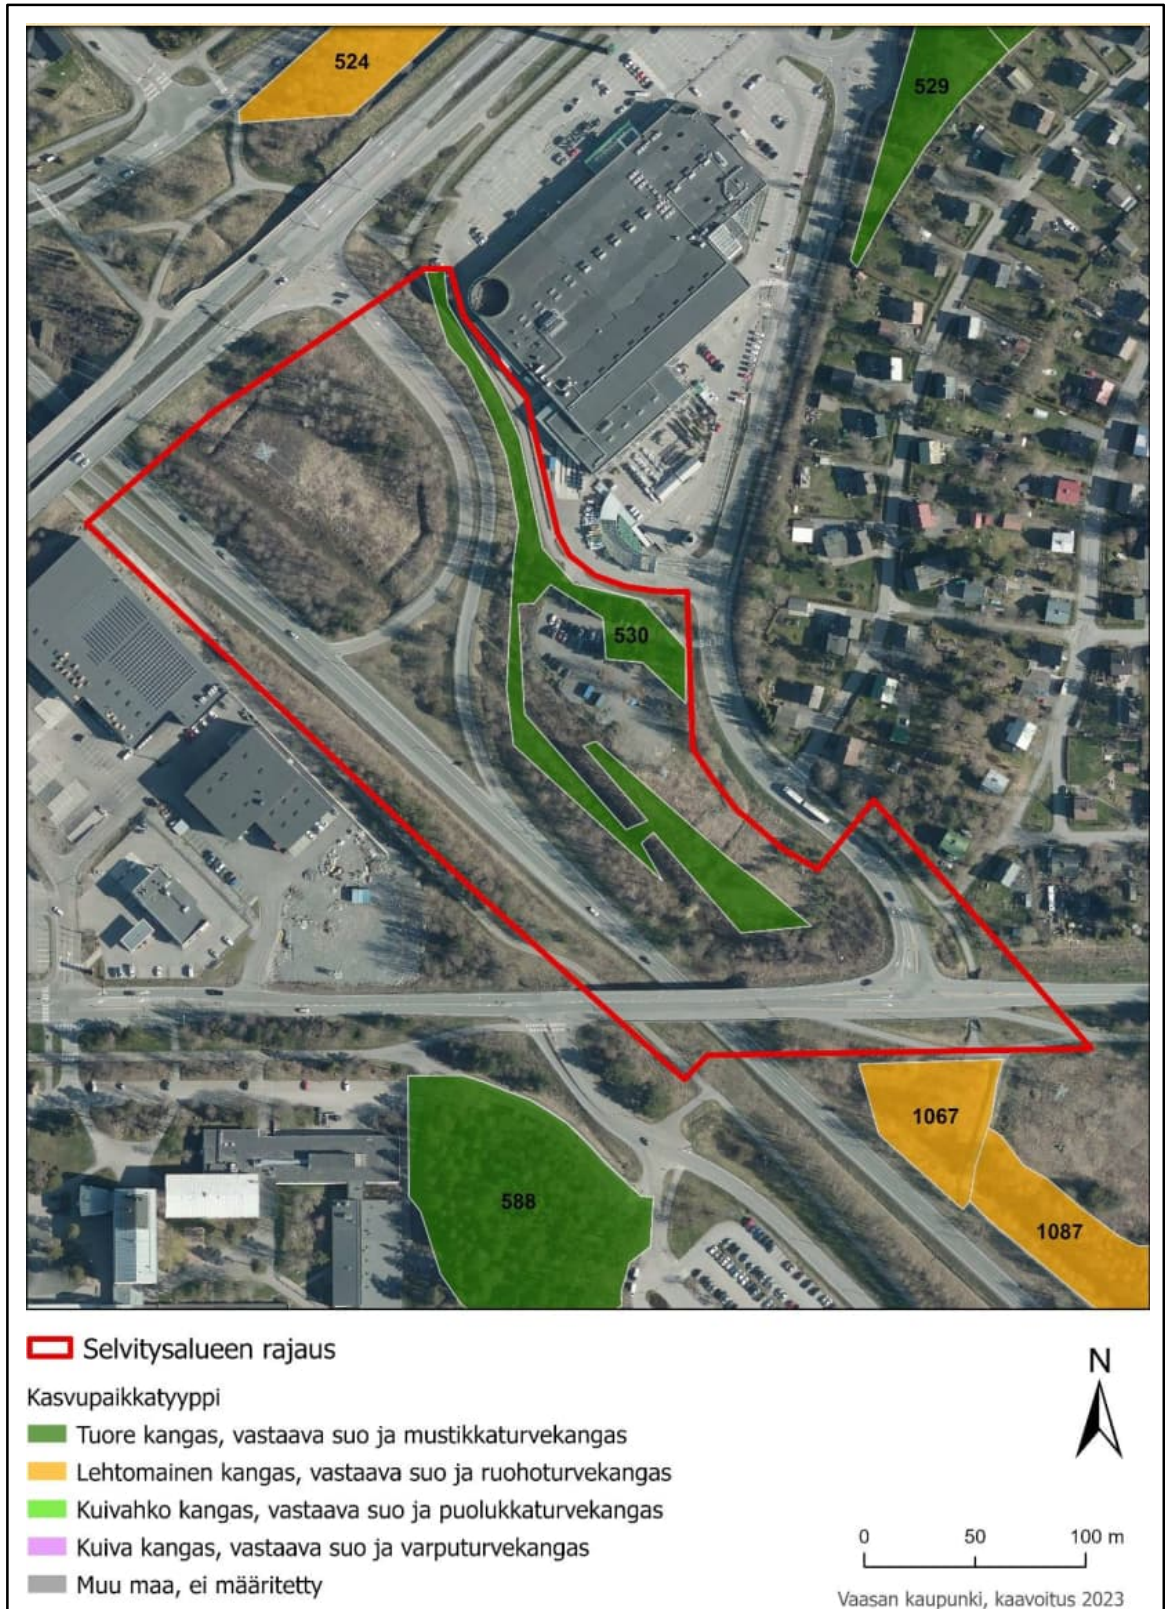 524
529
530
1067
588
1087
Selvitysalueen rajaus
N
Kasvupaikkatyyppi
Tuore kangas, vastaava suo ja mustikkaturvekangas
Lehtomainen kangas, vastaava suo ja ruohoturvekangas
Kuivahko kangas, vastaava suo ja puolukkaturvekangas
Kuiva kangas, vastaava suo ja varputurvekangas
Muu maa, ei määritetty
0 50 100 m
Vaasan kaupunki, kaavoitus 2023